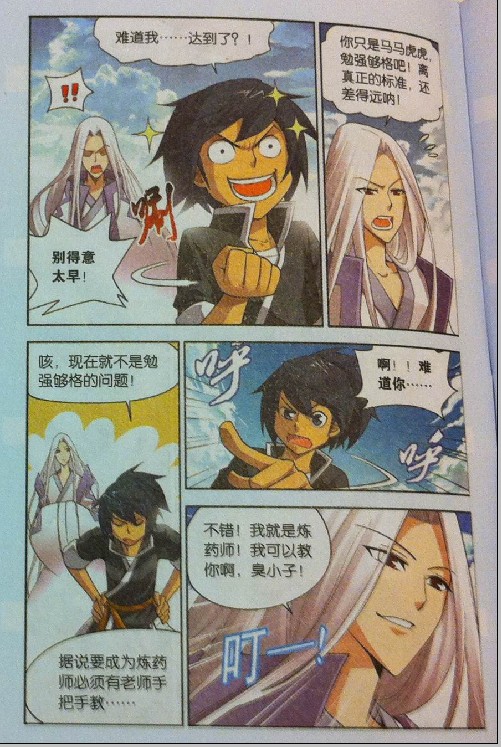 难道我……达到了？！
!!
唰
别得意
太早！
你只是马马虎虎，
勉强够格吧！离
真正的标准，还
差得远呐！
咳，现在就不是勉
强够格的问题！
据说要成为炼药
师必须有老师手
把手教……
呼
啊！！难
道你……
呼
不错！我就是炼
药师！我可以教
你啊，臭小子！
叮一！